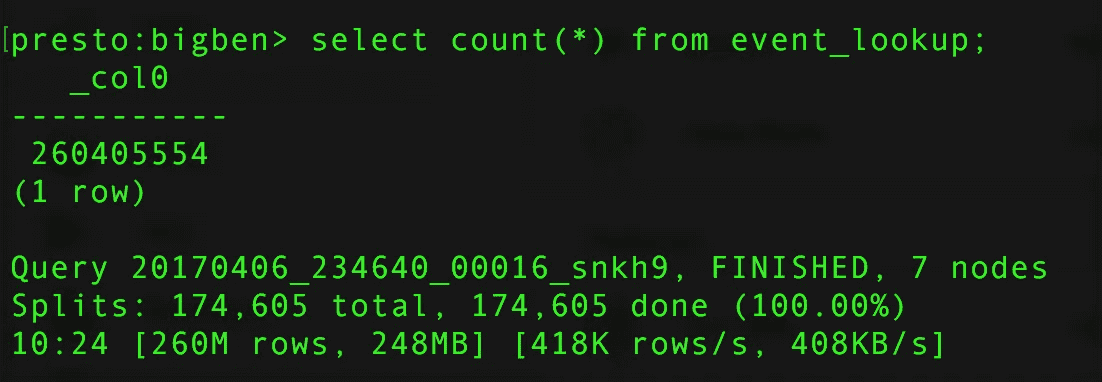 [presto:bigben> select count(*) from event_lookup;
_col0
-----------
260405554
(1 row)
Query 20170406_234640_00016_snkh9, FINISHED, 7 nodes
Splits: 174,605 total, 174,605 done (100.00%)
10:24 [260M rows, 248MB] [418K rows/s, 408KB/s]